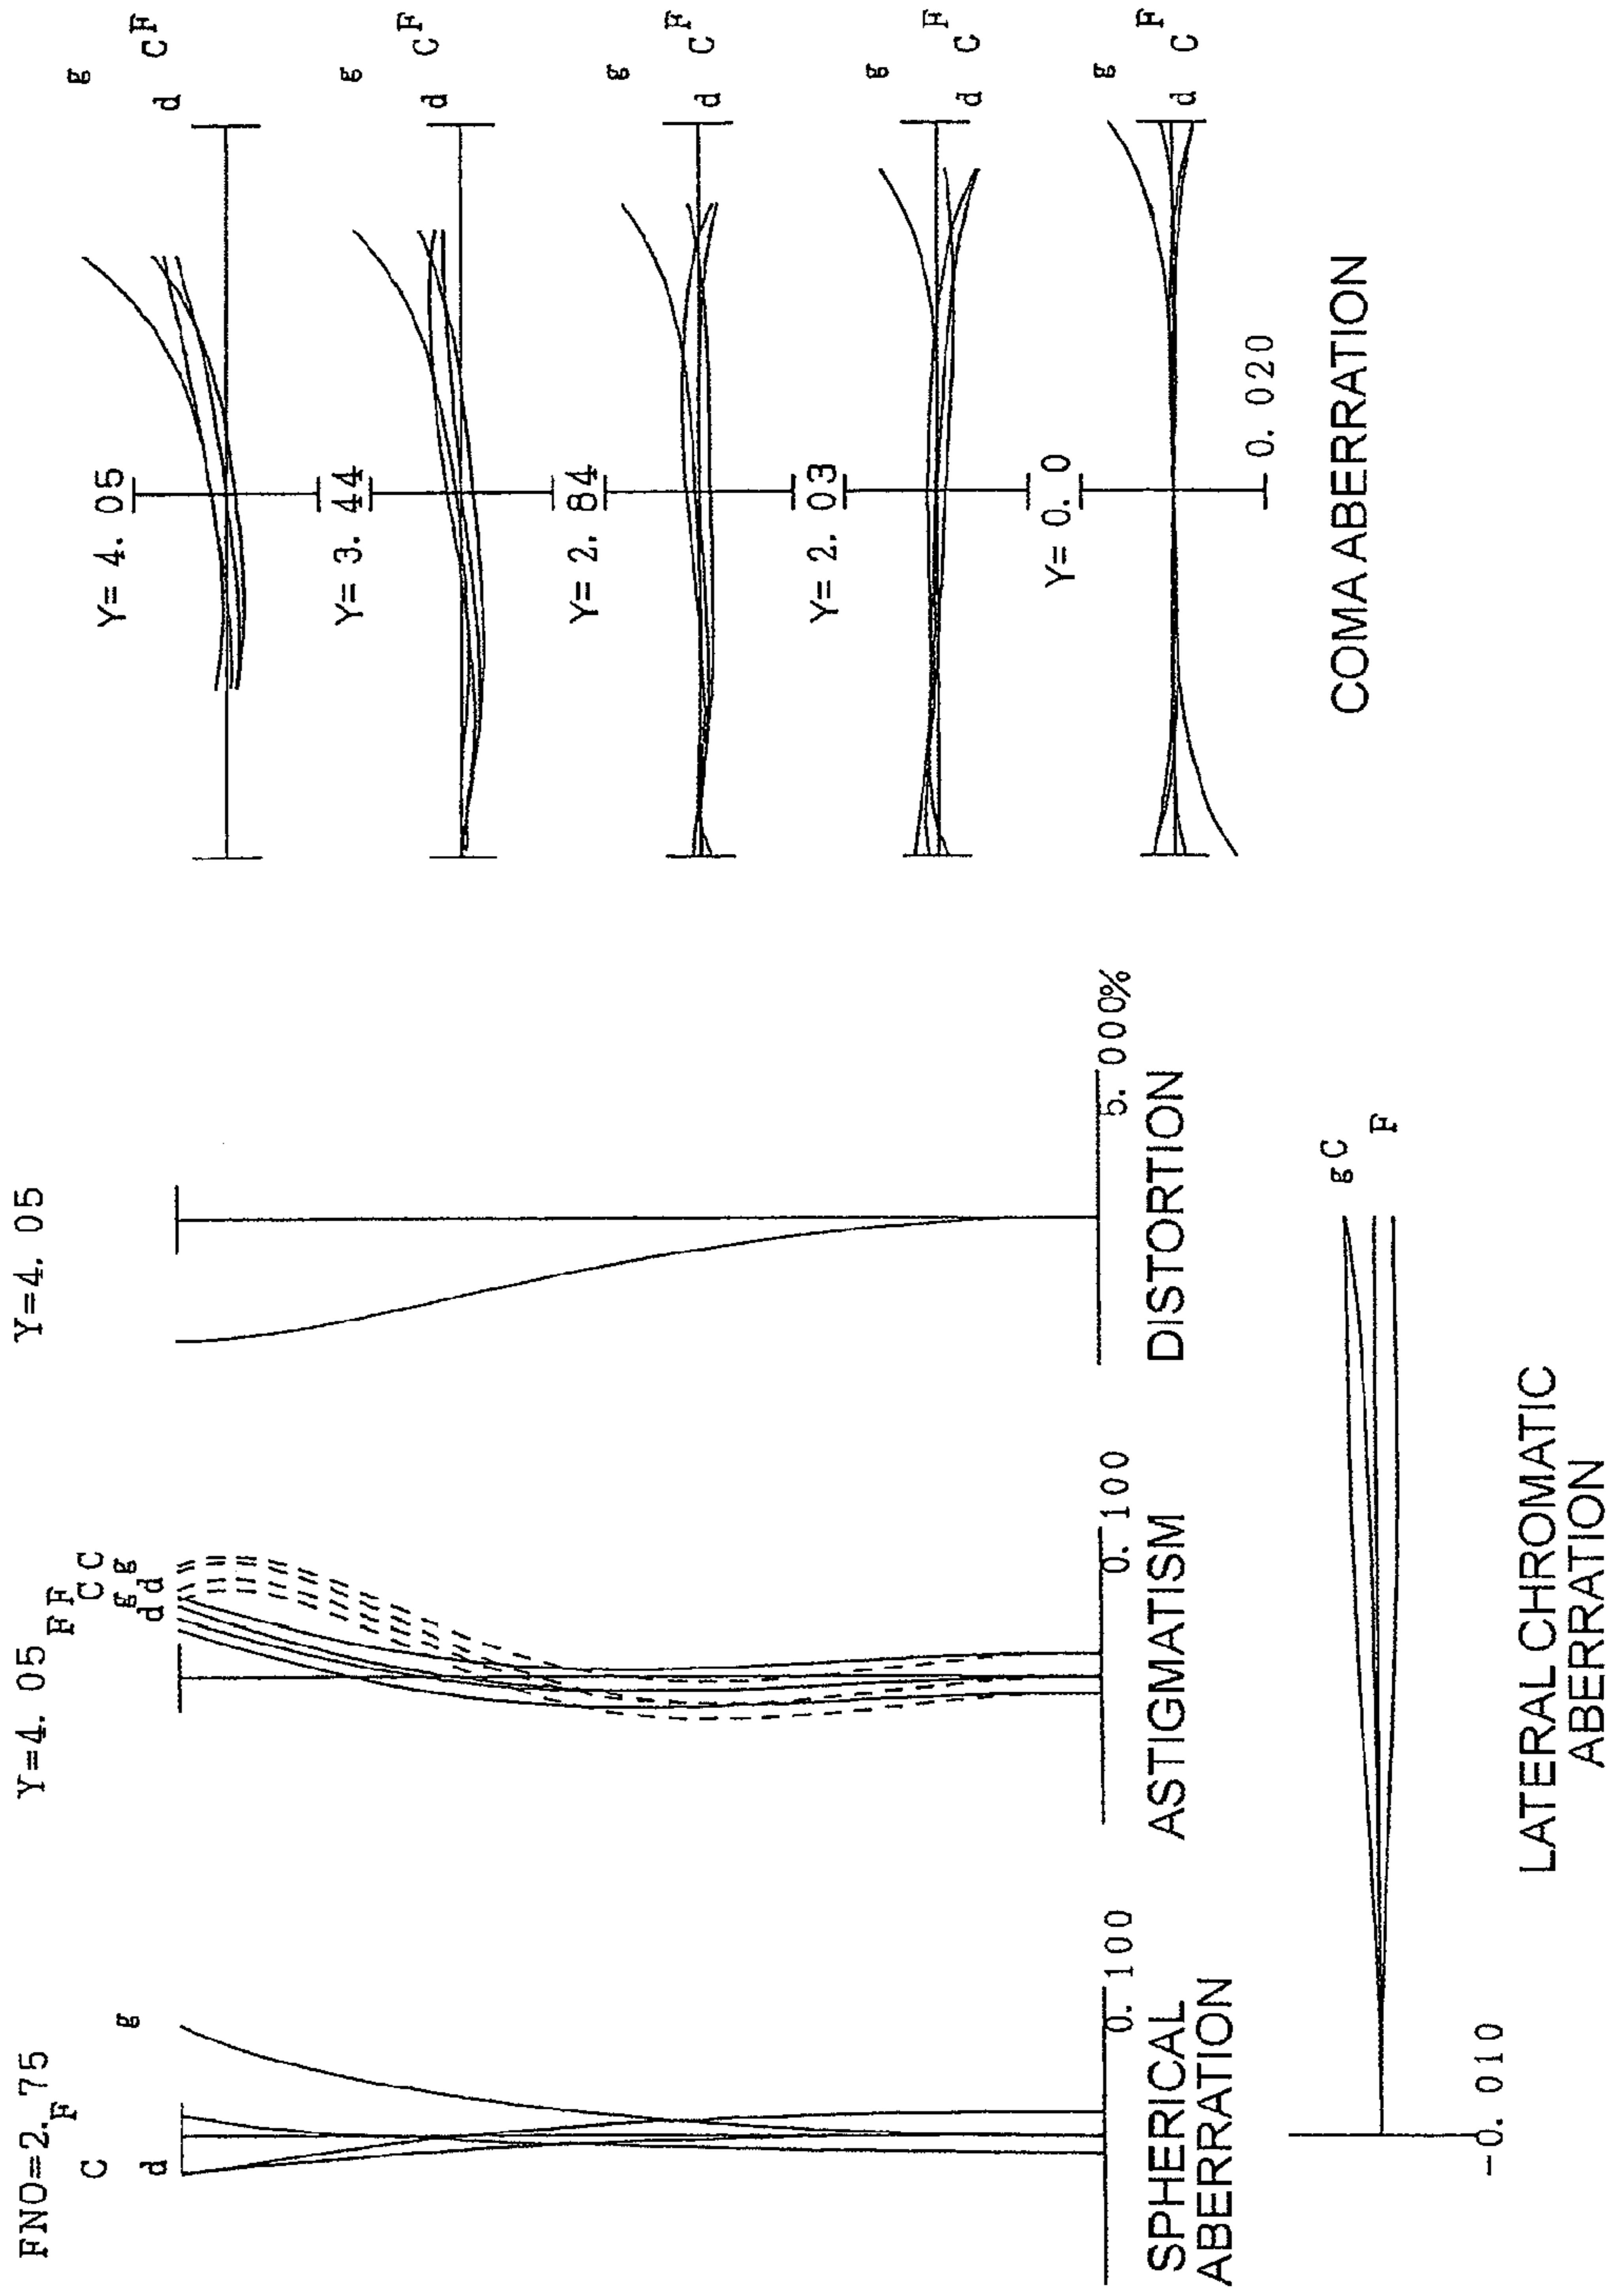 FNO=2. 75
C
d
F
g
0. 100
SPHERICAL
ABERRATION
Y=4. 05
F F
C C
g g
d d
0. 100
ASTIGMATISM
Y=4. 05
5. 000%
DISTORTION
Y= 4. 05
g
d
C
F
Y= 3. 44
g
d
C
F
Y= 2. 84
g
d
C
F
Y= 2. 03
g
d
C
F
Y= 0. 0
g
d
C
F
0. 020
COMA ABERRATION
g C
F
-0. 010
LATERAL CHROMATIC
ABERRATION